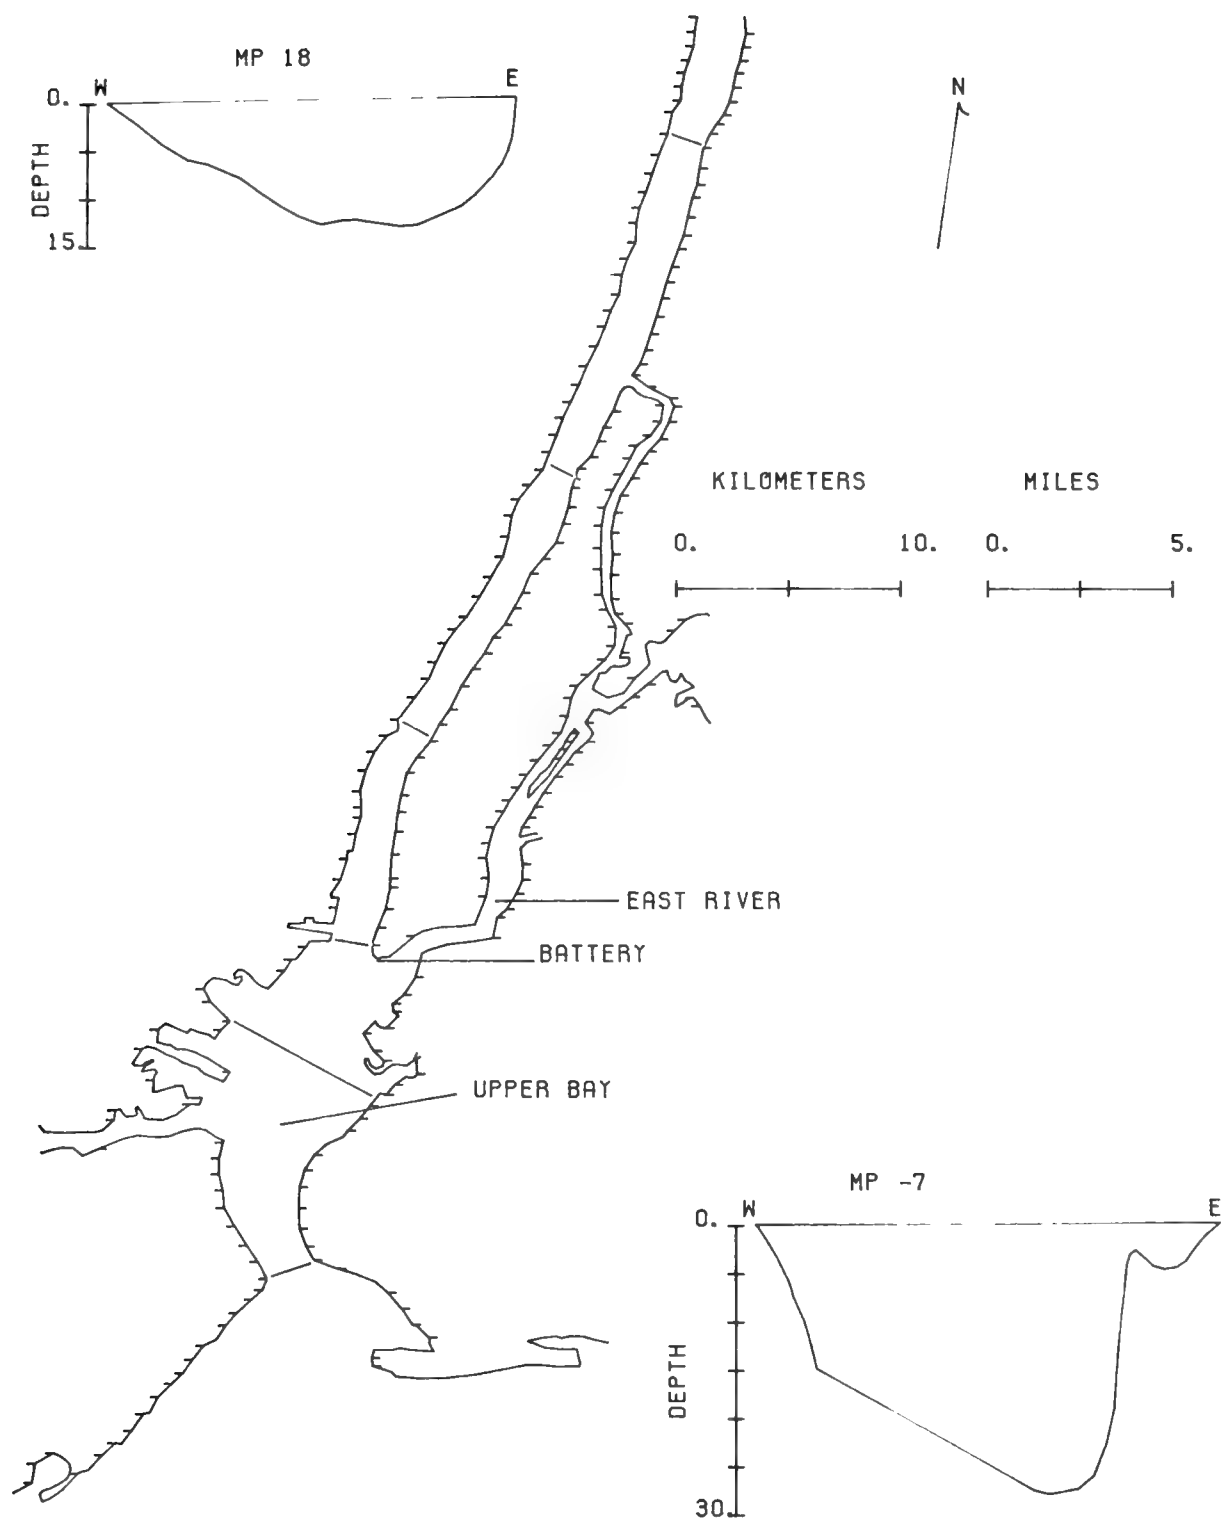 MP 18
W
E
0.
DEPTH
15.
N
KILOMETERS
MILES
0.
10.
0.
5.
EAST RIVER
BATTERY
UPPER BAY
MP -7
W
E
0.
DEPTH
30.